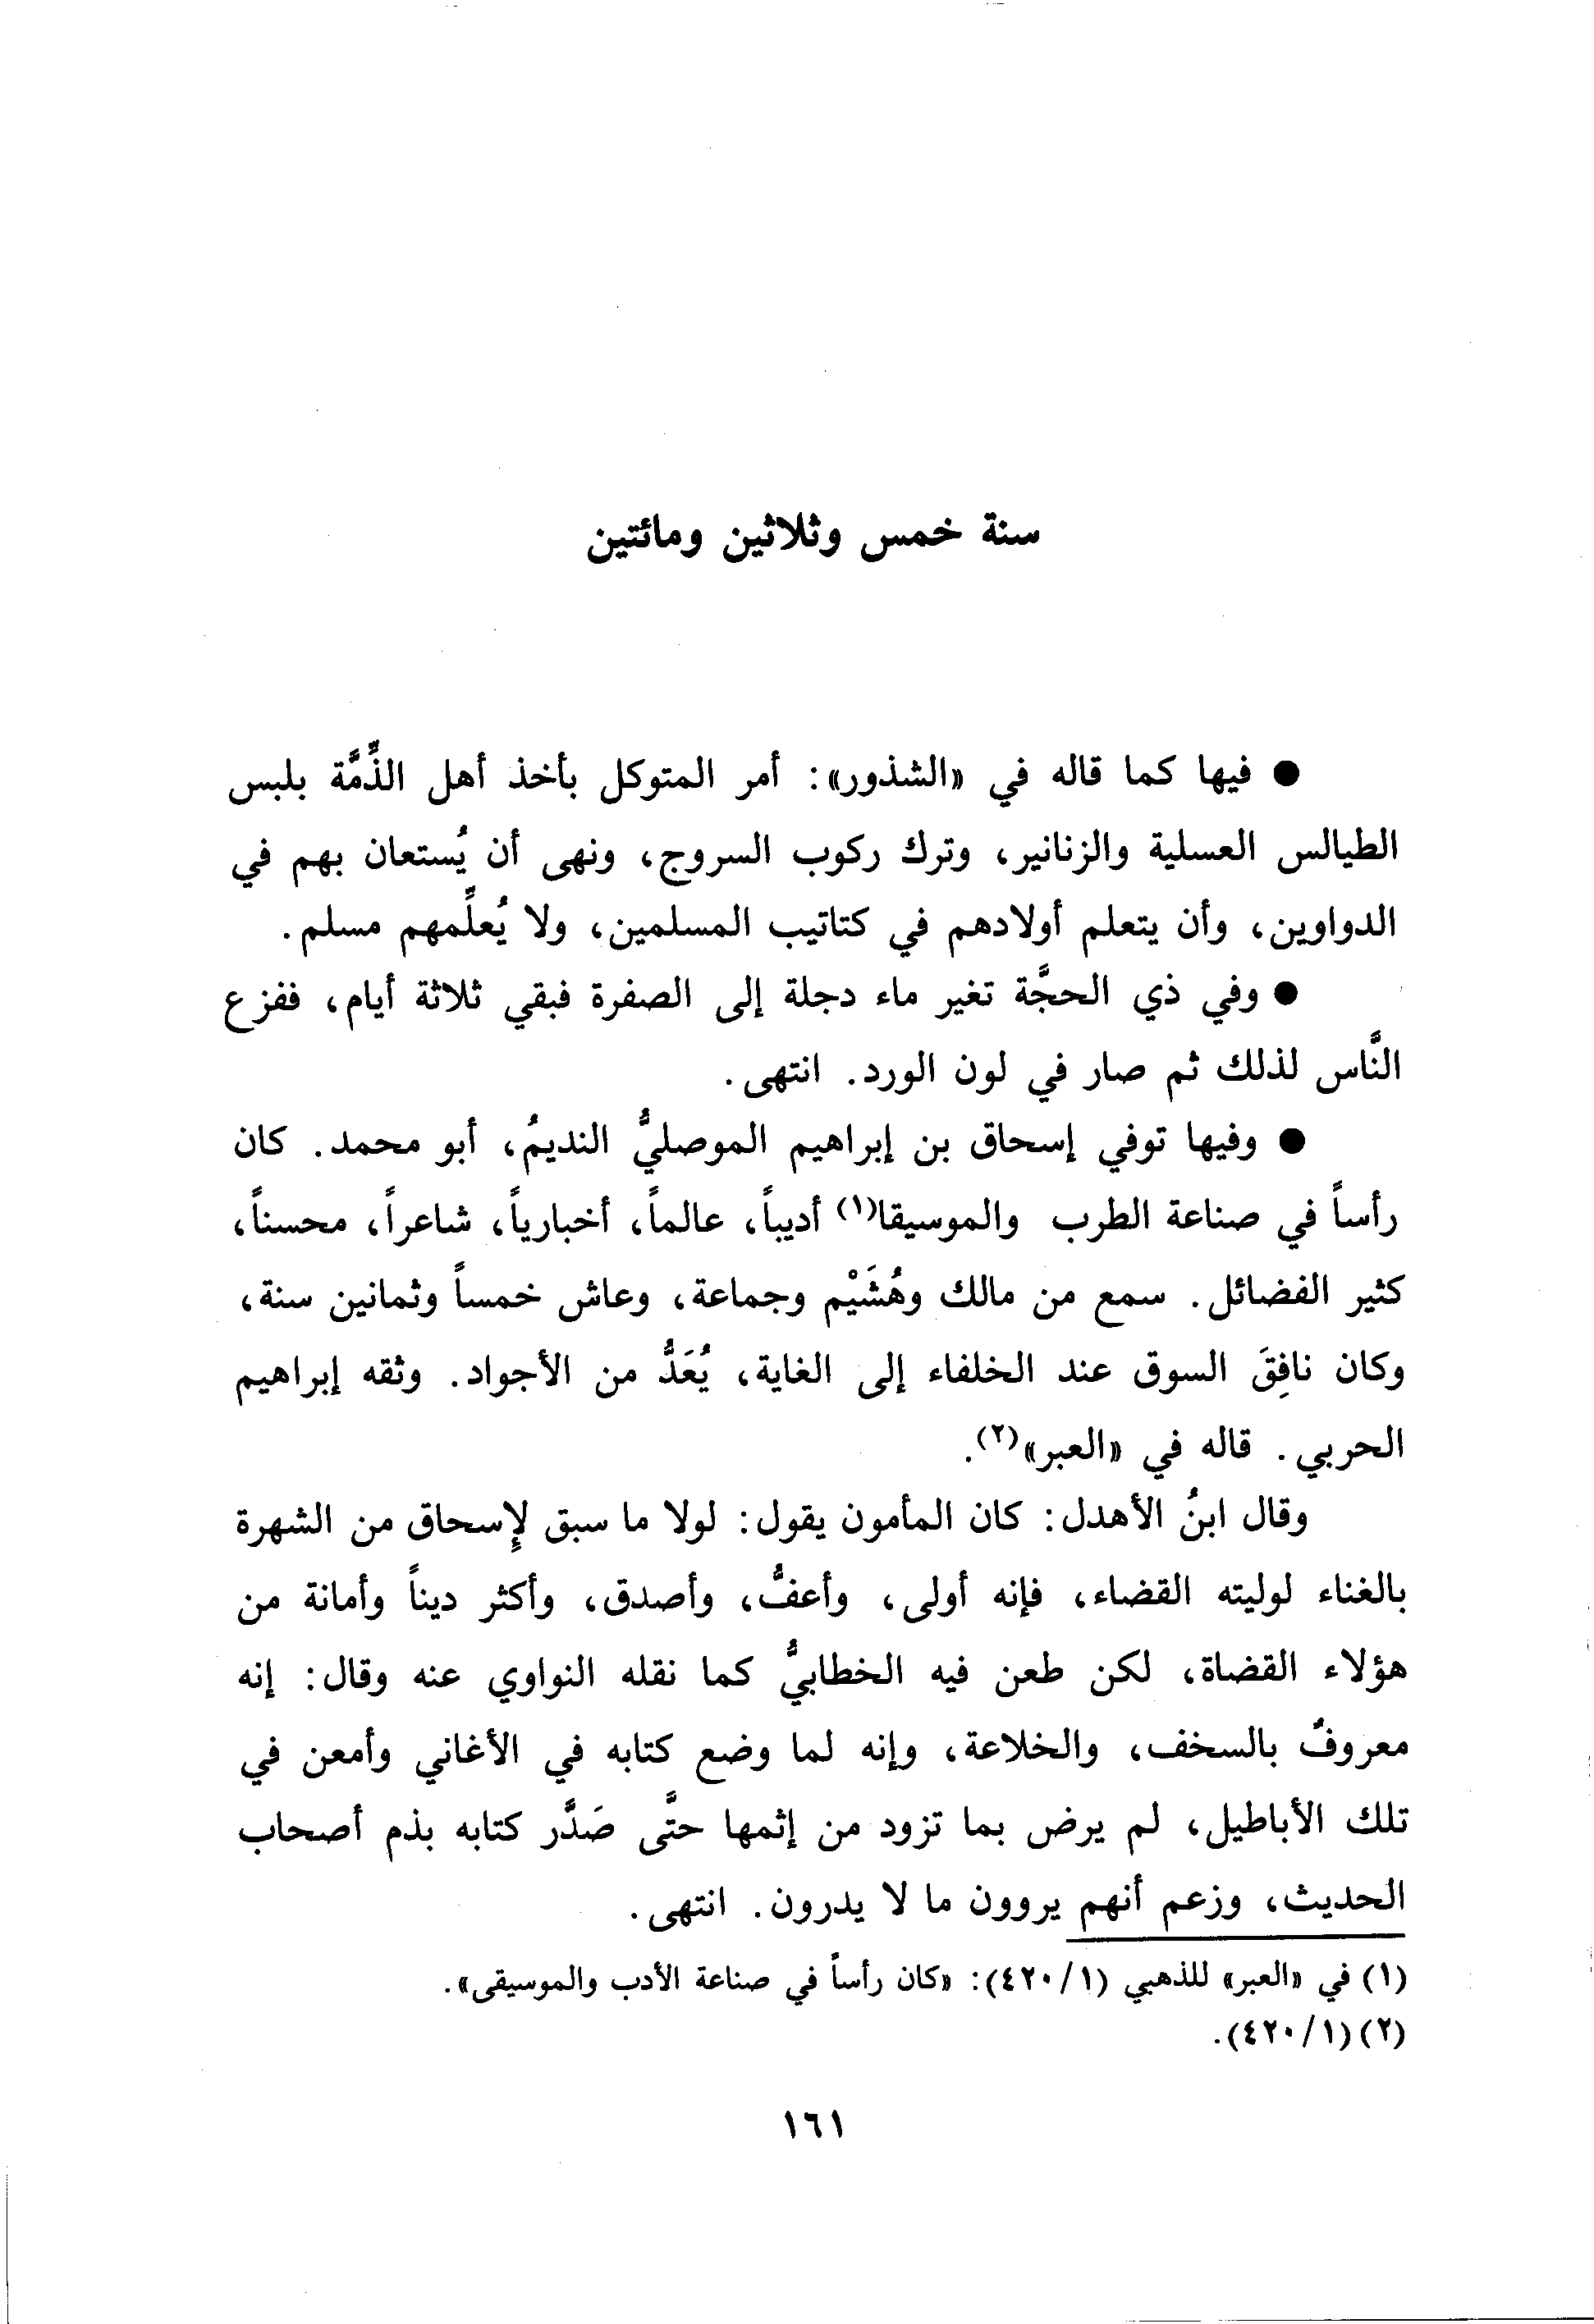 سنة خمس وثلاثين ومائتين
● فيها كما قاله في «الشذور»: أمر المتوكل بأخذ أهل الذِّمَّة بلبس
الطيالس العسلية والزنانير، وترك ركوب السروج، ونهى أن يُستعان بهم في
الدواوين، وأن يتعلم أولادهم في كتاتيب المسلمين، ولا يُعلِّمهم مسلم.
● وفي ذي الحجَّة تغير ماء دجلة إلى الصفرة فبقي ثلاثة أيام، ففزع
النَّاس لذلك ثم صار في لون الورد. انتهى.
● وفيها توفي إسحاق بن إبراهيم الموصليُّ النديمُ، أبو محمد. كان
رأساً في صناعة الطرب والموسيقا(١) أديباً، عالماً، أخبارياً، شاعراً، محسناً،
كثير الفضائل. سمع من مالك وهُشَيْم وجماعة، وعاش خمساً وثمانين سنة،
وكان نافِقَ السوق عند الخلفاء إلى الغاية، يُعَدُّ من الأجواد. وثقه إبراهيم
الحربي. قاله في «العبر»(٢).
وقال ابنُ الأهدل: كان المأمون يقول: لولا ما سبق لإسحاق من الشهرة
بالغناء لوليته القضاء، فإنه أولى، وأعفُّ، وأصدق، وأكثر ديناً وأمانة من
هؤلاء القضاة، لكن طعن فيه الخطابيُّ كما نقله النواوي عنه وقال: إنه
معروفٌ بالسخف، والخلاعة، وإنه لما وضع كتابه في الأغاني وأمعن في
تلك الأباطيل، لم يرض بما تزود من إثمها حتَّى صَدَّر كتابه بذم أصحاب
الحديث، وزعم أنهم يروون ما لا يدرون. انتهى.
(١) في «العبر» للذهبي (٤٢٠/١): «كان رأساً في صناعة الأدب والموسيقى».
(٢) (٤٢٠/١).
١٦١